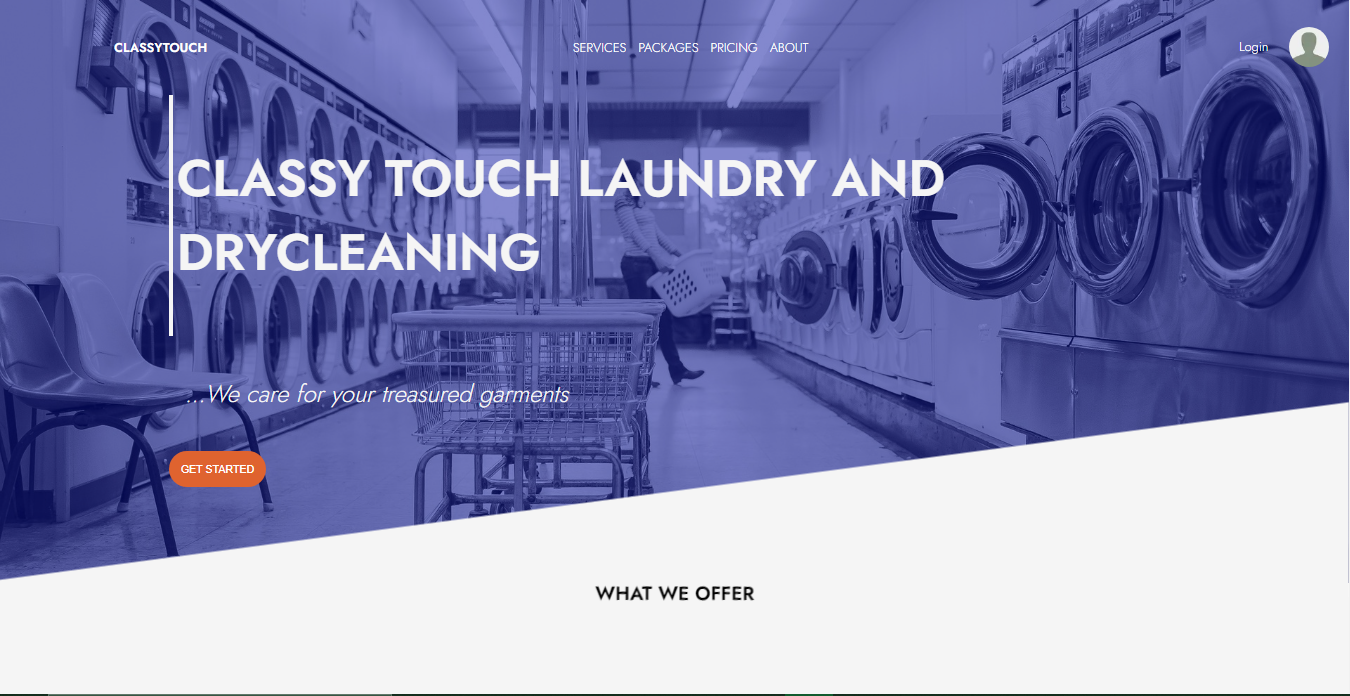 CLASSYTOUCH
SERVICES PACKAGES PRICING ABOUT
Login
CLASSY TOUCH LAUNDRY AND
DRYCLEANING
...We care for your treasured garments
GET STARTED
WHAT WE OFFER